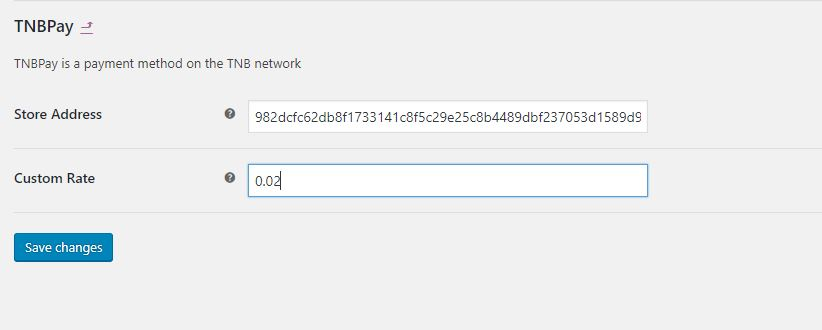 TNBPay
TNBPay is a payment method on the TNB network
Store Address
982dcfc62db8f1733141c8f5c29e25c8b4489dbf237053d1589d9
Custom Rate
0.02
Save changes